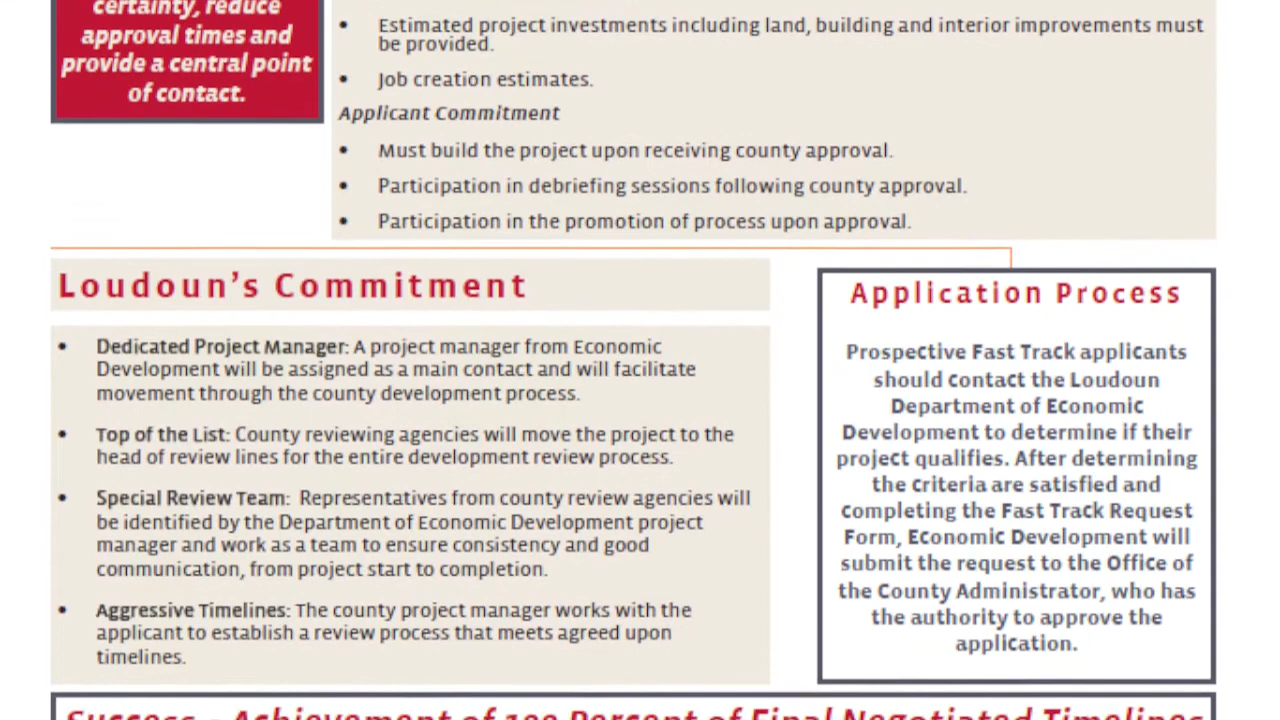 certainty, reduce
approval times and
provide a central point
of contact.
• Estimated project investments including land, building and interior improvements must
be provided.
• Job creation estimates.
Applicant Commitment
• Must build the project upon receiving county approval.
• Participation in debriefing sessions following county approval.
• Participation in the promotion of process upon approval.
Loudoun's Commitment
• Dedicated Project Manager: A project manager from Economic
Development will be assigned as a main contact and will facilitate
movement through the county development process.
• Top of the List: County reviewing agencies will move the project to the
head of review lines for the entire development review process.
• Special Review Team: Representatives from county review agencies will
be identified by the Department of Economic Development project
manager and work as a team to ensure consistency and good
communication, from project start to completion.
• Aggressive Timelines: The county project manager works with the
applicant to establish a review process that meets agreed upon
timelines.
Application Process
Prospective Fast Track applicants
should contact the Loudoun
Department of Economic
Development to determine if their
project qualifies. After determining
the criteria are satisfied and
completing the Fast Track Request
Form, Economic Development will
submit the request to the Office of
the County Administrator, who has
the authority to approve the
application.
Success - Achievement of 100 Percent of Final Negotiated Timelines